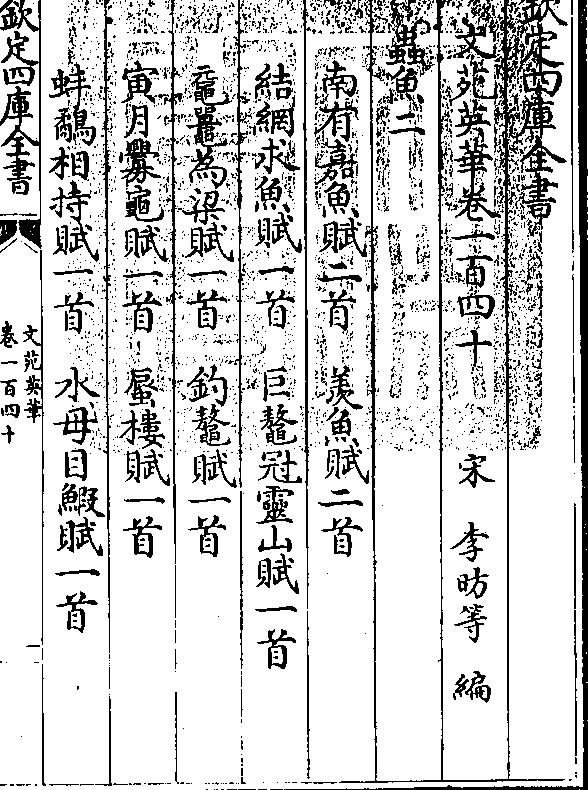 欽定四庫全書
文苑英華卷一百四十
宋 李昉等 編
蟲魚二
南有嘉魚賦二首 羨魚賦二首
結網求魚賦一首 巨鼇冠靈山賦一首
黿鼉為梁賦一首 釣鼇賦一首
寅月釁龜賦一首 蜃樓賦一首
蚌鷸相持賦一首 水母目鰕賦一首
欽定四庫全書
文苑英華
卷一百四十
一